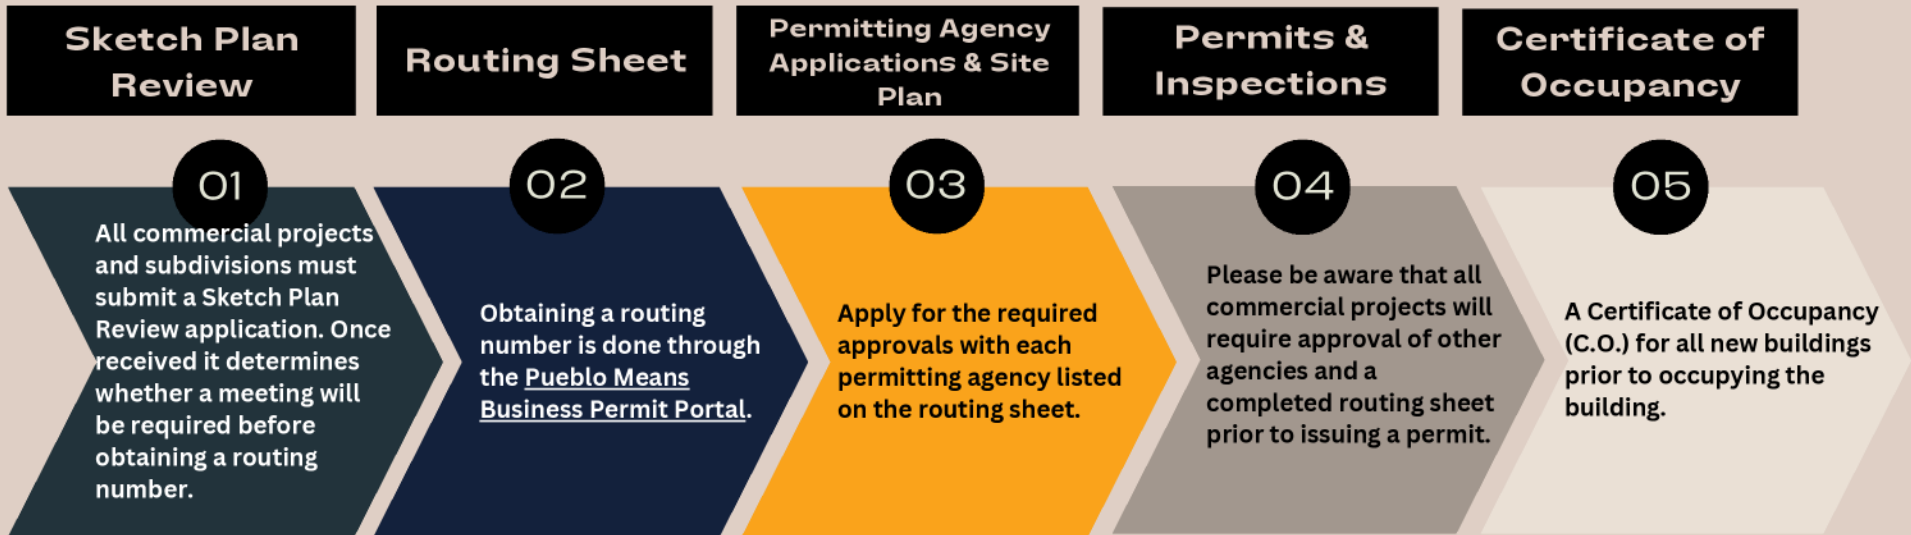 Sketch Plan
Review
Routing Sheet
Permitting Agency
Applications & Site
Plan
Permits &
Inspections
Certificate of
Occupancy
01
All commercial projects
and subdivisions must
submit a Sketch Plan
Review application. Once
received it determines
whether a meeting will
be required before
obtaining a routing
number.
02
Obtaining a routing
number is done through
the Pueblo Means
Business Permit Portal.
03
Apply for the required
approvals with each
permitting agency listed
on the routing sheet.
04
Please be aware that all
commercial projects will
require approval of other
agencies and a
completed routing sheet
prior to issuing a permit.
05
A Certificate of Occupancy
(C.O.) for all new buildings
prior to occupying the
building.